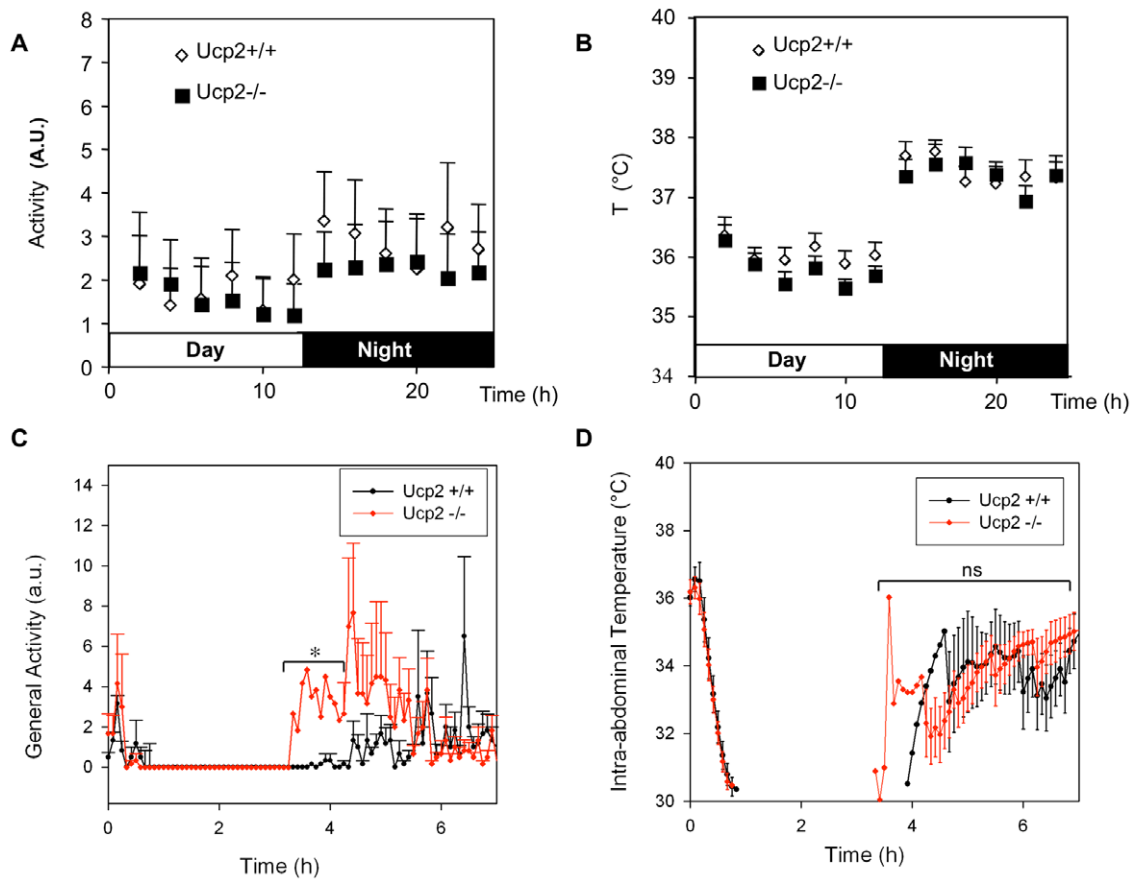 A
Activity (A.U.)
8
7
6
5
4
3
2
1
0
Ucp2+/+
Ucp2-/-
Day
Night
0
10
20
Time (h)
B
T (°C)
40
39
38
37
36
35
34
Ucp2+/+
Ucp2-/-
Day
Night
0
10
20
Time (h)
C
General Activity (a.u.)
14
12
10
8
6
4
2
0
Ucp2 +/+
Ucp2 -/-
*
0
2
4
6
Time (h)
D
Intra-abdominal Temperature (°C)
40
38
36
34
32
30
Ucp2 +/+
Ucp2 -/-
ns
0
2
4
6
Time (h)